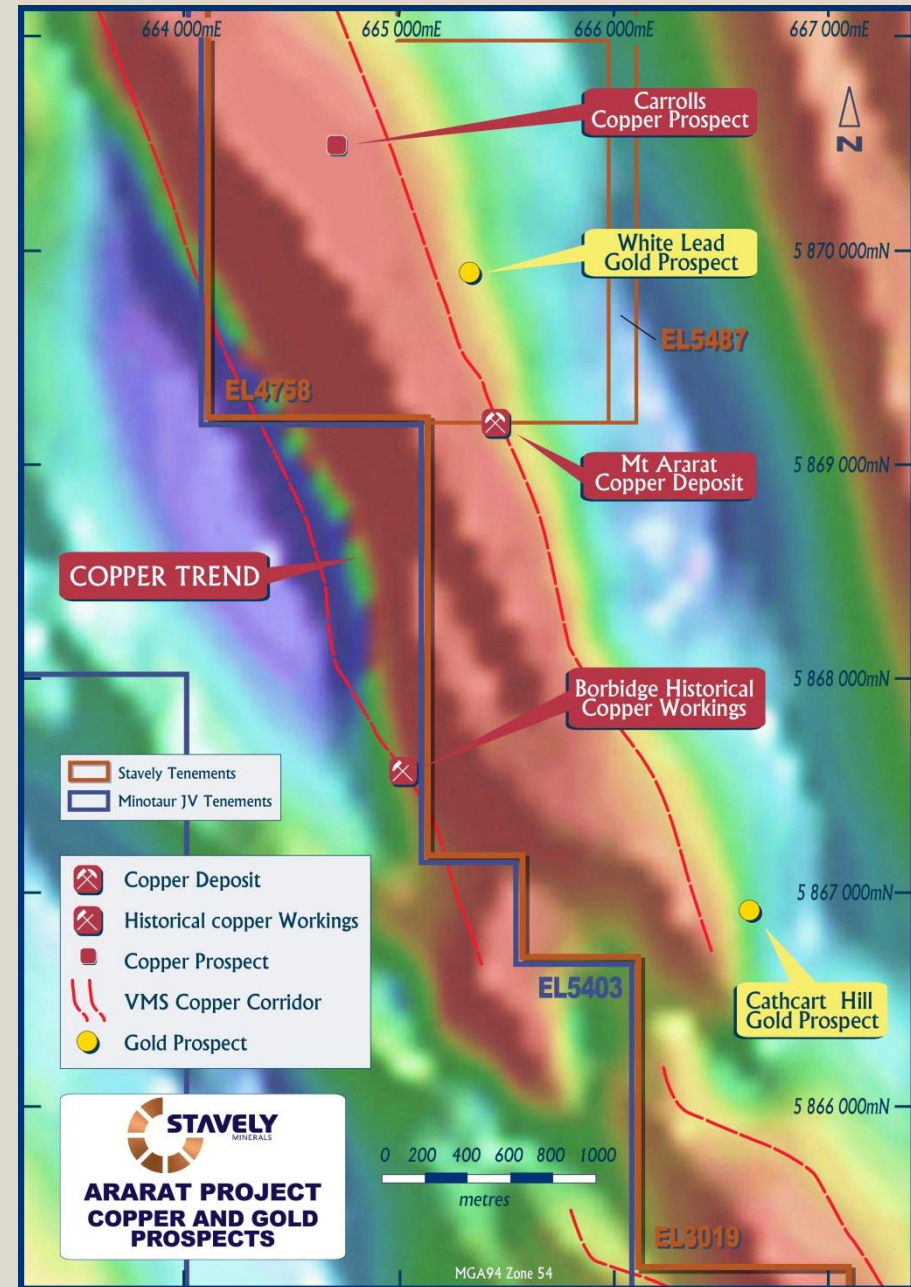 664 000mE
665 000mE
666 000mE
667 000mE
Carrolls
Copper Prospect
N
White Lead
Gold Prospect
5 870 000mN
EL5487
EL4758
Mt Ararat
Copper Deposit
5 869 000mN
COPPER TREND
Borbidge Historical
Copper Workings
5 868 000mN
Stavely Tenements
Minotaur JV Tenements
Copper Deposit
Historical copper Workings
Copper Prospect
VMS Copper Corridor
Gold Prospect
5 867 000mN
EL5403
Cathcart Hill
Gold Prospect
5 866 000mN
STAVELY
MINERALS
ARARAT PROJECT
COPPER AND GOLD
PROSPECTS
0 200 400 600 800 1000
metres
EL3019
MGA94 Zone 54